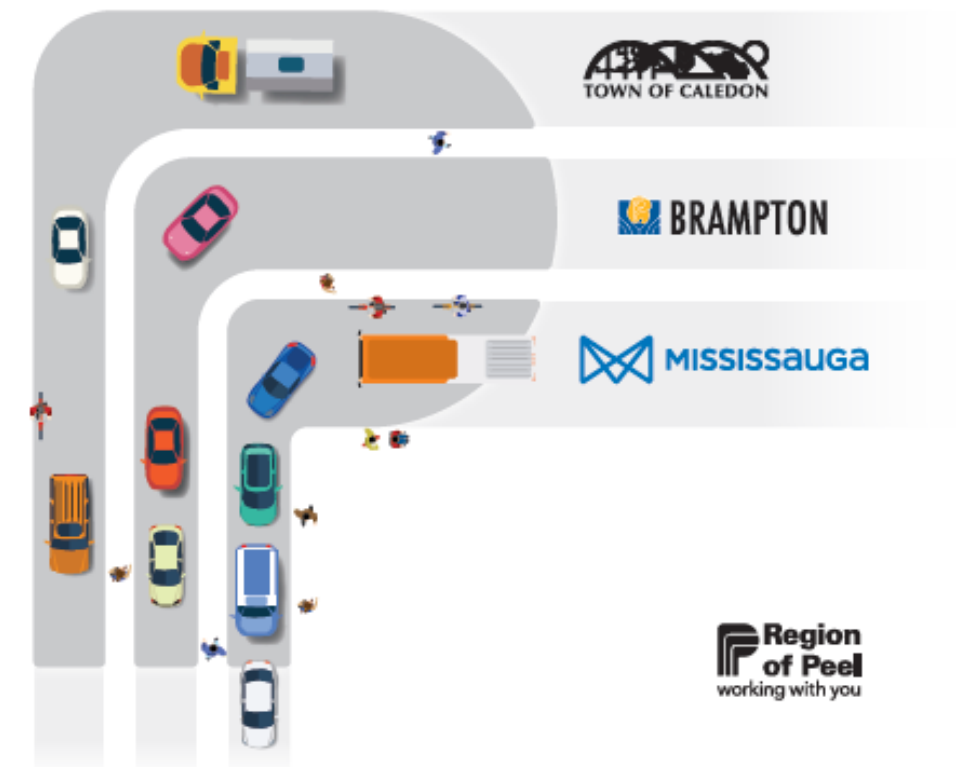 TOWN OF CALEDON
BRAMPTON
MISSISSauGa
Region
of Peel
working with you